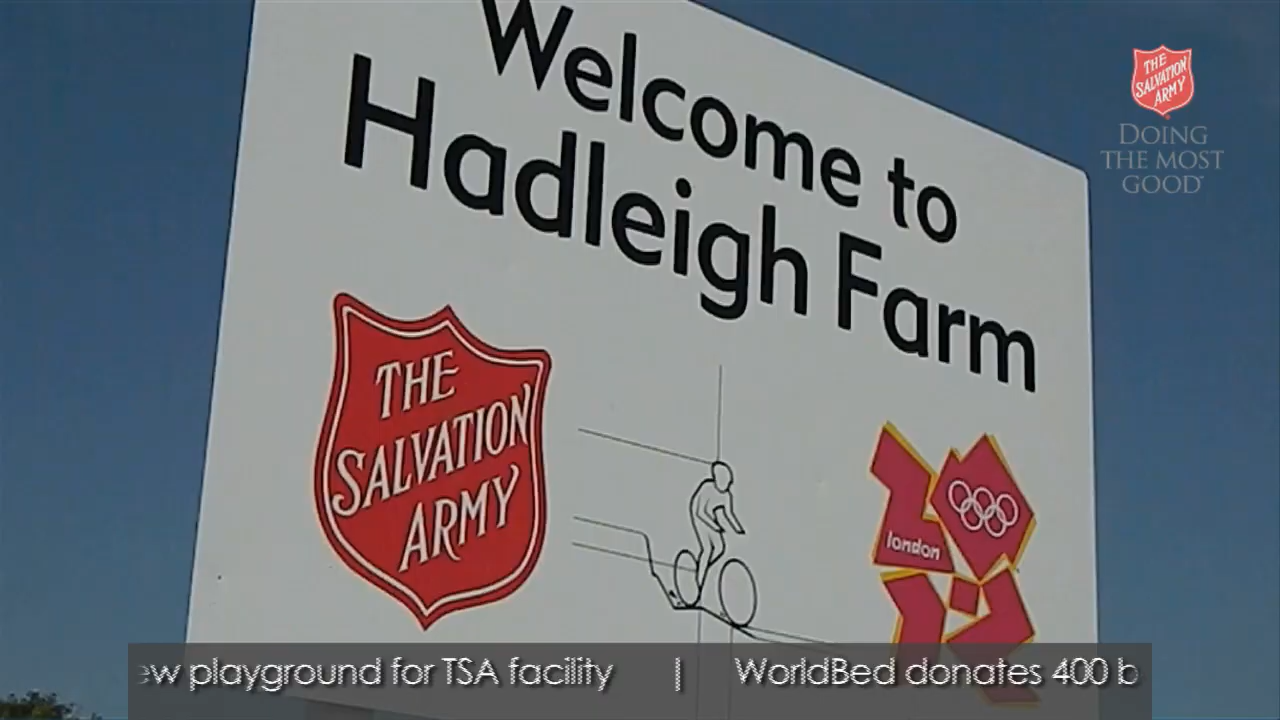 Welcome to
Hadleigh Farm
THE
SALVATION
ARMY
london
THE
SALVATION
ARMY
DOING
THE MOST
GOOD
ew playground for TSA facility | WorldBed donates 400 b